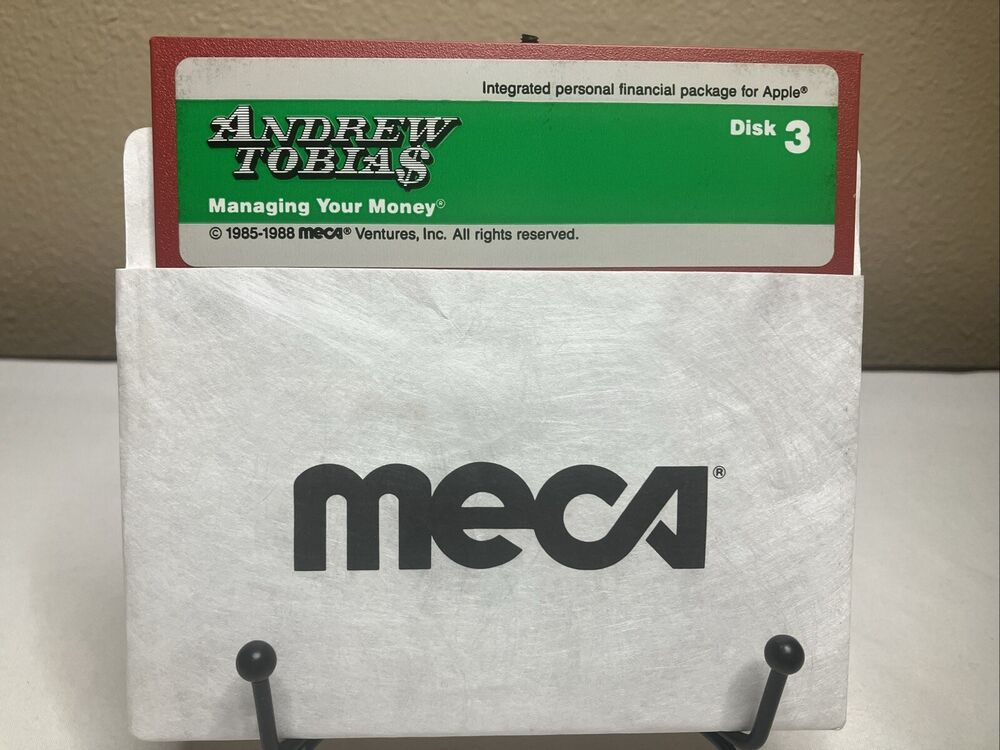 Integrated personal financial package for Apple®
ANDREW
TOBIA$
Disk 3
Managing Your Money®
© 1985-1988 meca® Ventures, Inc. All rights reserved.
meca®